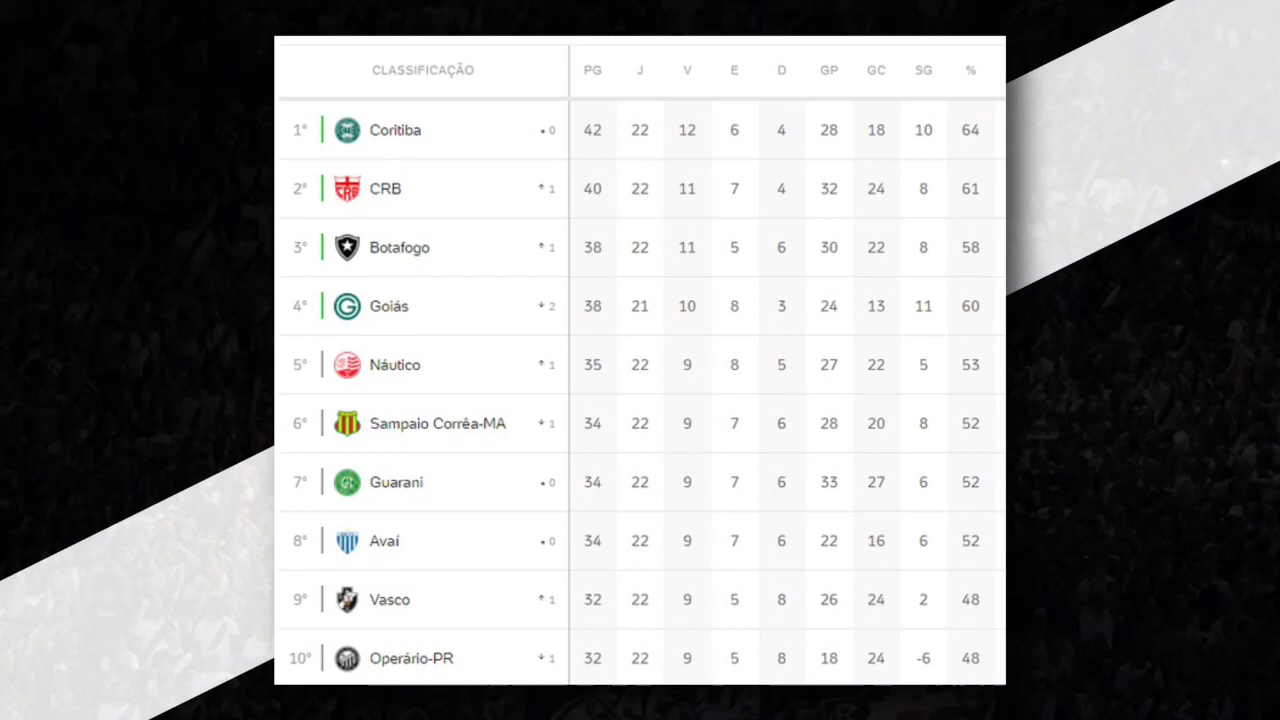 CLASSIFICAÇÃO PG J V E D GP GC SG %
1° Coritiba • 0 42 22 12 6 4 28 18 10 64
2° CRB ↑ 1 40 22 11 7 4 32 24 8 61
3° Botafogo ↑ 1 38 22 11 5 6 30 22 8 58
4° Goiás ↓ 2 38 21 10 8 3 24 13 11 60
5° Náutico ↑ 1 35 22 9 8 5 27 22 5 53
6° Sampaio Corrêa-MA ↓ 1 34 22 9 7 6 28 20 8 52
7° Guarani • 0 34 22 9 7 6 33 27 6 52
8° Avaí • 0 34 22 9 7 6 22 16 6 52
9° Vasco ↑ 1 32 22 9 5 8 26 24 2 48
10° Operário-PR ↓ 1 32 22 9 5 8 18 24 -6 48